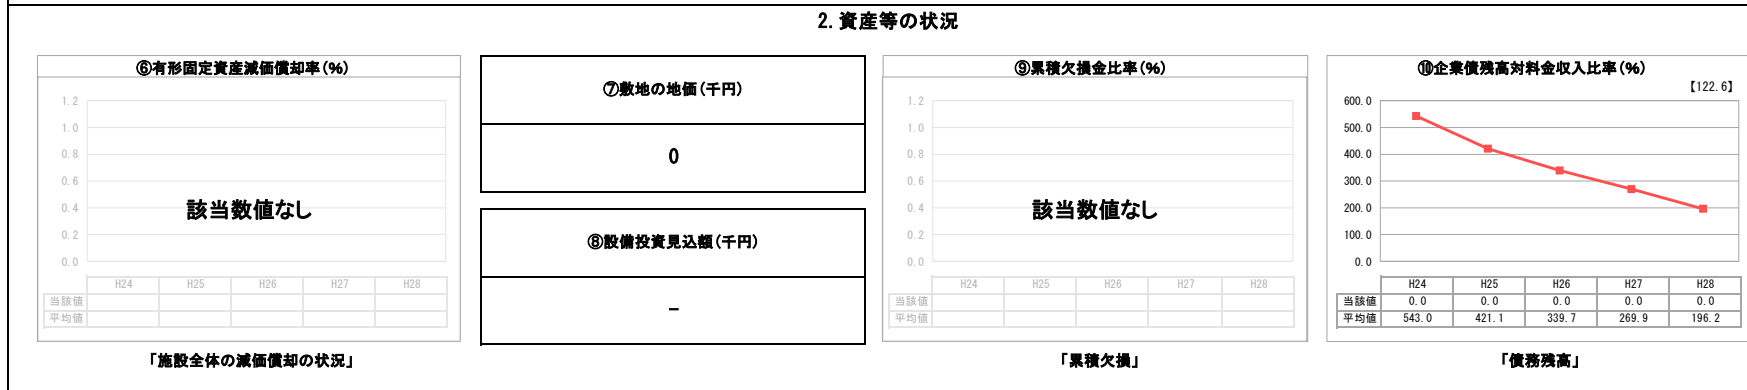 2. 資産等の状況
⑥有形固定資産減価償却率(%)
1.2
1.0
0.8
0.6
0.4
0.2
0.0
該当数値なし
H24 H25 H26 H27 H28
当該値
平均値
「施設全体の減価償却の状況」
⑦敷地の地価(千円)
0
⑧設備投資見込額(千円)
-
⑨累積欠損金比率(%)
1.2
1.0
0.8
0.6
0.4
0.2
0.0
該当数値なし
H24 H25 H26 H27 H28
当該値
平均値
「累積欠損」
⑩企業債残高対料金収入比率(%)
【122.6】
600.0
500.0
400.0
300.0
200.0
100.0
0.0
H24 H25 H26 H27 H28
当該値 0.0 0.0 0.0 0.0 0.0
平均値 543.0 421.1 339.7 269.9 196.2
「債務残高」